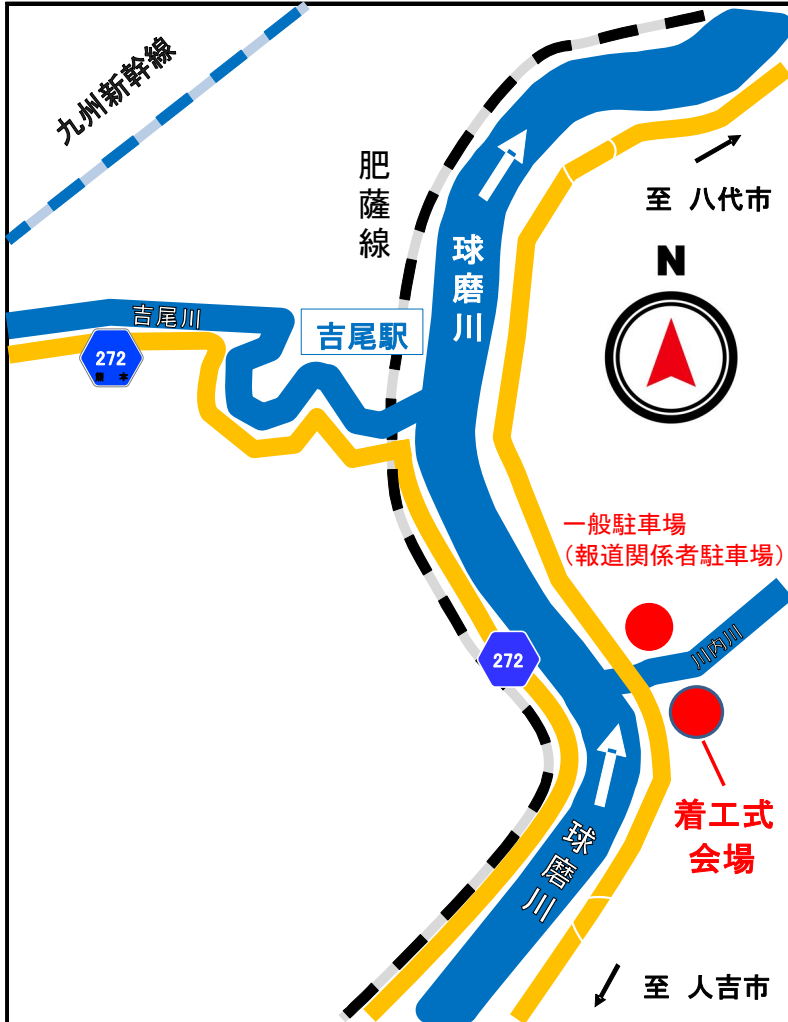 九州新幹線
肥薩線
至 八代市
N
球磨川
吉尾川
吉尾駅
272
熊本
一般駐車場
（報道関係者駐車場）
川内川
272
着工式
会場
球磨川
至 人吉市